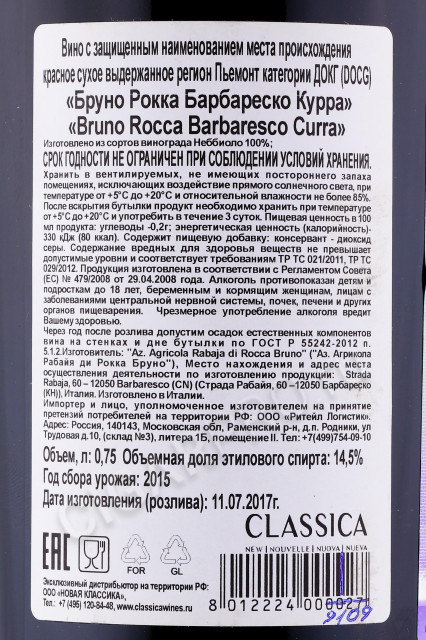 Вино с защищенным наименованием места происхождения
красное сухое выдержанное регион Пьемонт категории ДОКГ (DOCG)
«Бруно Рокка Барбареско Курра»
«Bruno Rocca Barbaresco Curra»
Изготовлено из сортов винограда Неббиоло 100%;
СРОК ГОДНОСТИ НЕ ОГРАНИЧЕН ПРИ СОБЛЮДЕНИИ УСЛОВИЙ ХРАНЕНИЯ.
Хранить в вентилируемых, не имеющих постороннего запаха
помещениях, исключающих воздействие прямого солнечного света, при
температуре от +5°С до +20°С и относительной влажности не более 85%.
После вскрытия бутылки продукт необходимо хранить при температуре
от +5°С до +20°С и употребить в течение 3 суток. Пищевая ценность в 100
мл продукта: углеводы -0,2г; энергетическая ценность (калорийность)-
330 кДж (80 ккал). Содержит пищевую добавку: консервант - диоксид
серы. Содержание вредных для здоровья веществ не превышает
допустимые уровни и соответствует требованиям ТР ТС 021/2011, ТР ТС
029/2012. Продукция изготовлена в соответствии с Регламентом Совета
(ЕС) № 479/2008 от 29.04.2008 года. Алкоголь противопоказан детям и
подросткам до 18 лет, беременным и кормящим женщинам, лицам с
заболеваниями центральной нервной системы, почек, печени и других
органов пищеварения. Чрезмерное употребление алкоголя вредит
Вашему здоровью.
Через год после розлива допустим осадок естественных компонентов
вина на стенках и дне бутылки по ГОСТ Р 55242-2012 п.
5.1.2.Изготовитель: "Az. Agricola Rabaja di Rocca Bruno" ("Аз. Агрикола
Рабайя ди Рокка Бруно"), Место нахождения и адрес места
осуществления деятельности по изготовлению продукции: Strada
Rabaja, 60 – 12050 Barbaresco (CN) (Страда Рабайя, 60 –12050 Барбареско
(КН)), Италия. Изготовлено в Италии.
Импортер и лицо, уполномоченное изготовителем на принятие
претензий потребителей на территории РФ: ООО «Ритейл Логистик».
Адрес: Россия, 140143, Московская обл, Раменский р-н, д.п. Родники, ул
Трудовая д.10, (склад №3), литера 1Б, помещение II. Тел: +7(499)754-09-10
Объем, л: 0,75 Объемная доля этилового спирта: 14,5%
Год сбора урожая: 2015
Дата изготовления (розлива): 11.07.2017г.
CLASSICA
NEW | NOUVELLE | NUOVA | NUEVA
EAC
FOR
GL
Эксклюзивный дистрибьютор на территории РФ:
ООО «НОВАЯ КЛАССИКА»,
Тел.: +7 (495) 120-84-48, www.classicawines.com
8 012224 000027
9109